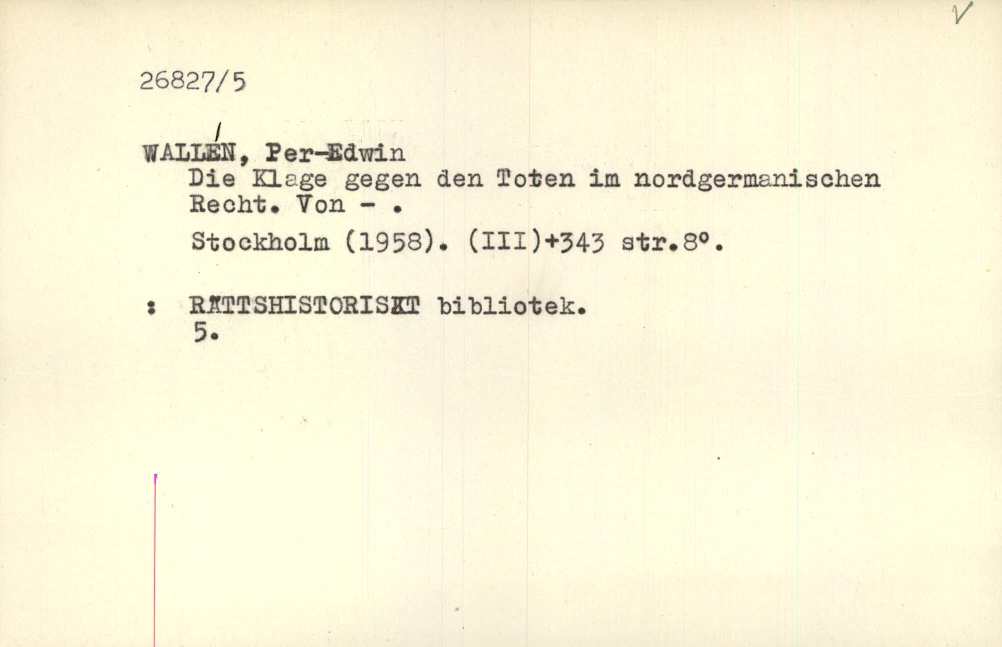 26827/5
WALLÉN, Per-Edwin
Die Klage gegen den Toten im nordgermanischen
Recht. Von - .
Stockholm (1958). (III)+343 str.8º.
: RÄTTSHISTORISKT bibliotek.
5.